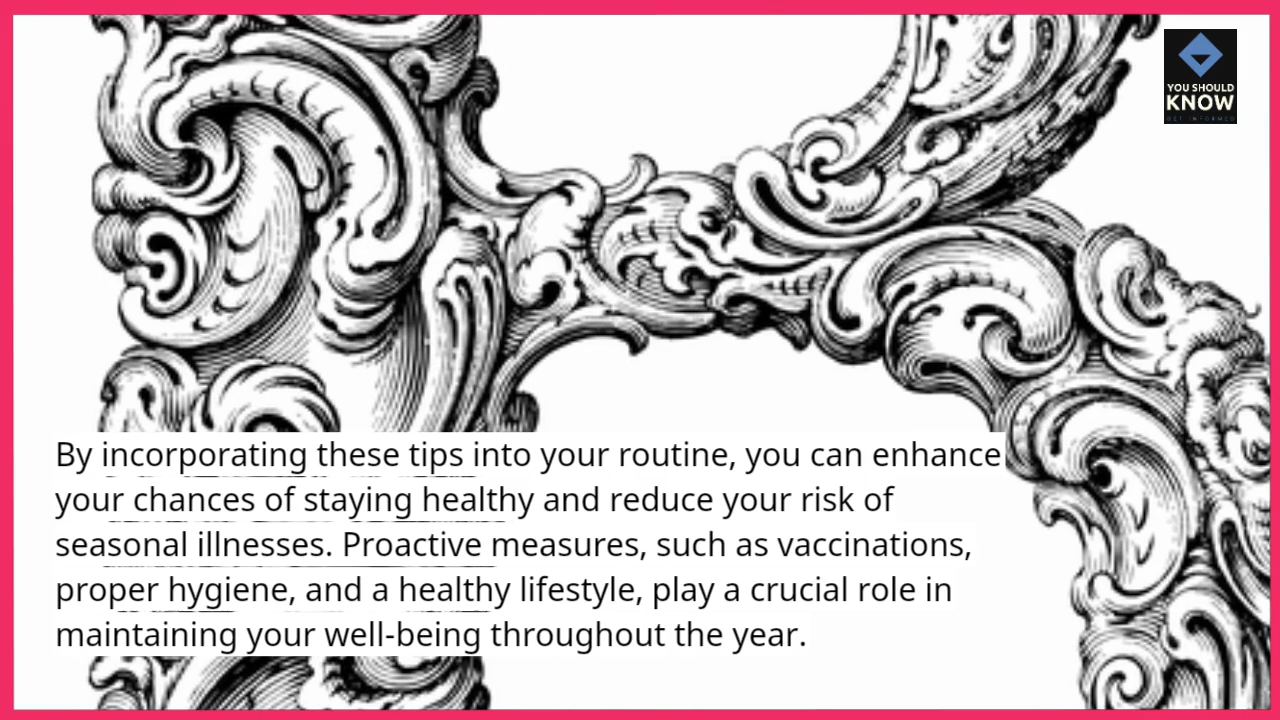 YOU SHOULD
KNOW
GET INFORMED
By incorporating these tips into your routine, you can enhance
your chances of staying healthy and reduce your risk of
seasonal illnesses. Proactive measures, such as vaccinations,
proper hygiene, and a healthy lifestyle, play a crucial role in
maintaining your well-being throughout the year.